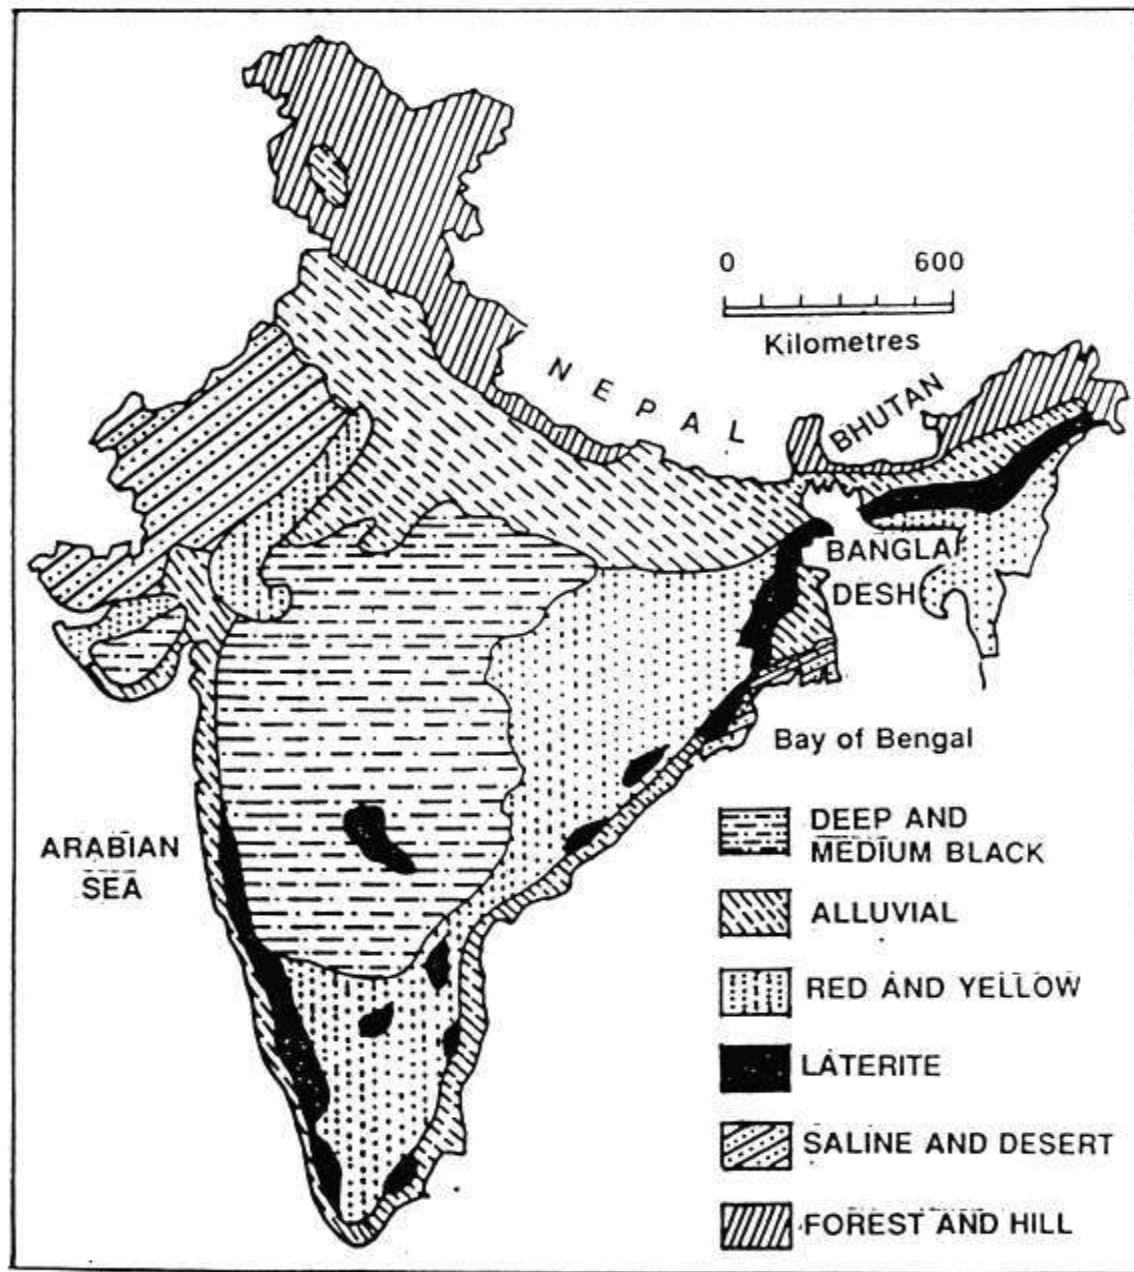 0 600
Kilometres
NEPAL
BHUTAN
BANGLA
DESH
Bay of Bengal
ARABIAN
SEA
DEEP AND
MEDIUM BLACK
ALLUVIAL
RED AND YELLOW
LATERITE
SALINE AND DESERT
FOREST AND HILL